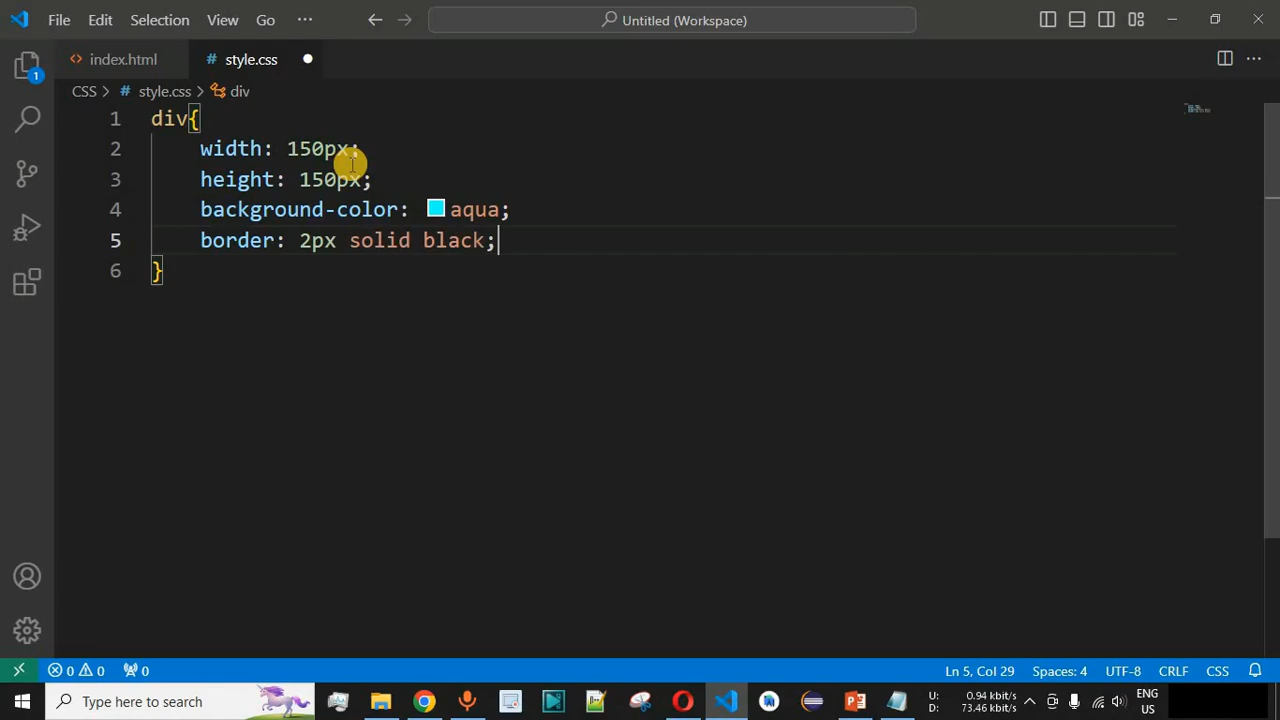 File Edit Selection View Go ··· Untitled (Workspace)
index.html style.css
CSS > style.css > div
1 div{
2 width: 150px;
3 height: 150px;
4 background-color: aqua;
5 border: 2px solid black;
6 }
1
0 0 0 Ln 5, Col 29 Spaces: 4 UTF-8 CRLF CSS
Type here to search U: 0.94 kbit/s ENG
D: 73.46 kbit/s US